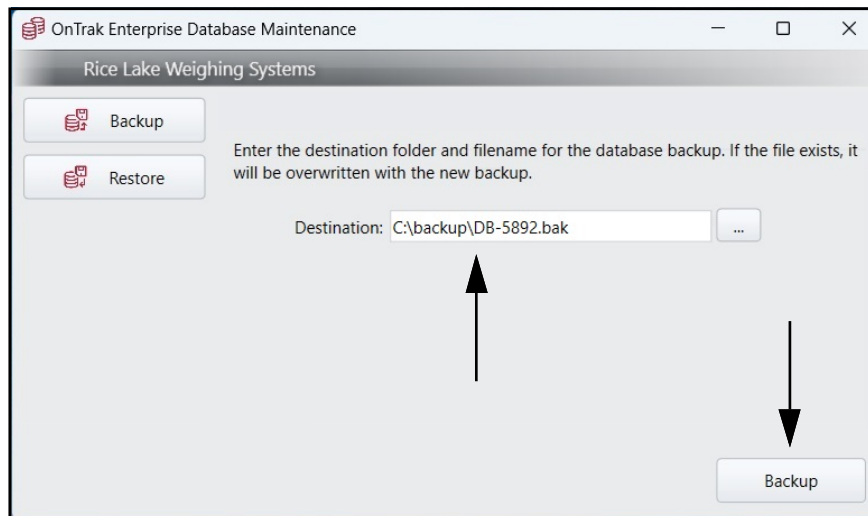 OnTrak Enterprise Database Maintenance
Rice Lake Weighing Systems
Backup
Restore
Enter the destination folder and filename for the database backup. If the file exists, it
will be overwritten with the new backup.
Destination: C:\backup\DB-5892.bak ...
Backup